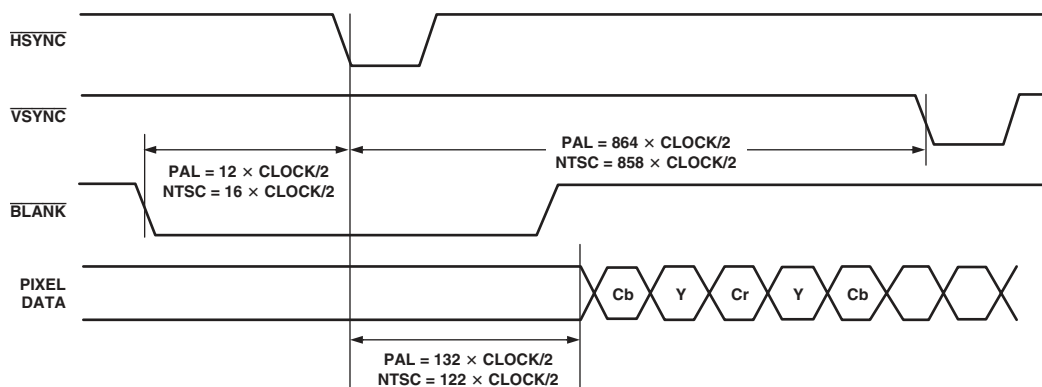 HSYNC
VSYNC
PAL = 864 × CLOCK/2
NTSC = 858 × CLOCK/2
PAL = 12 × CLOCK/2
NTSC = 16 × CLOCK/2
BLANK
PIXEL
DATA
Cb Y Cr Y Cb
PAL = 132 × CLOCK/2
NTSC = 122 × CLOCK/2